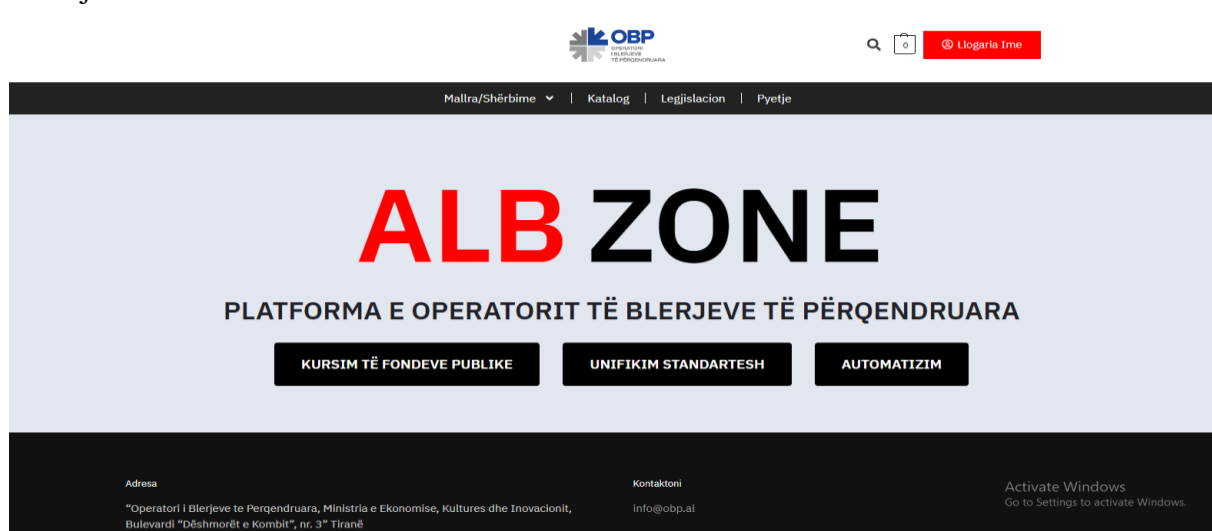 OBP
OPERATORI
I BLERJEVE
TË PËRQENDRUARA
0
Llogaria Ime
Mallra/Shërbime | Katalog | Legjislacion | Pyetje
ALB ZONE
PLATFORMA E OPERATORIT TË BLERJEVE TË PËRQENDRUARA
KURSIM TË FONDEVE PUBLIKE
UNIFIKIM STANDARTESH
AUTOMATIZIM
Adresa
"Operatori i Blerjeve te Perqendruara, Ministria e Ekonomise, Kultures dhe Inovacionit,
Bulevardi "Dëshmorët e Kombit", nr. 3" Tiranë
Kontaktoni
info@obp.al
Activate Windows
Go to Settings to activate Windows.